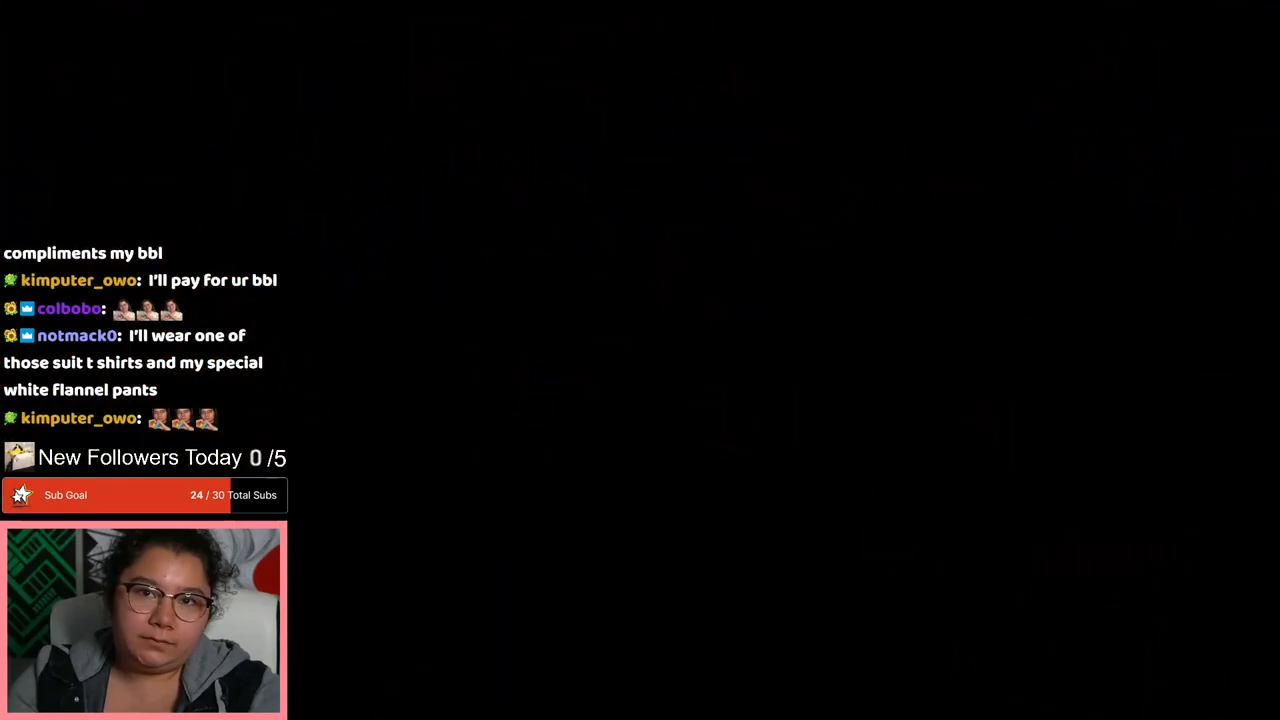 compliments my bbl
kimputer_owo: I'll pay for ur bbl
colbobo:
notmack0: I'll wear one of
those suit t shirts and my special
white flannel pants
kimputer_owo:
New Followers Today 0 /5
Sub Goal 24 / 30 Total Subs